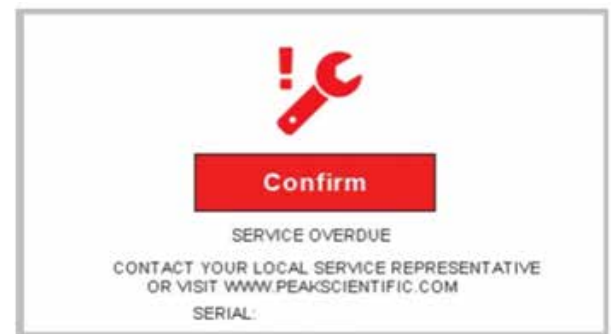 !
Confirm
SERVICE OVERDUE
CONTACT YOUR LOCAL SERVICE REPRESENTATIVE
OR VISIT WWW.PEAKSCIENTIFIC.COM
SERIAL: